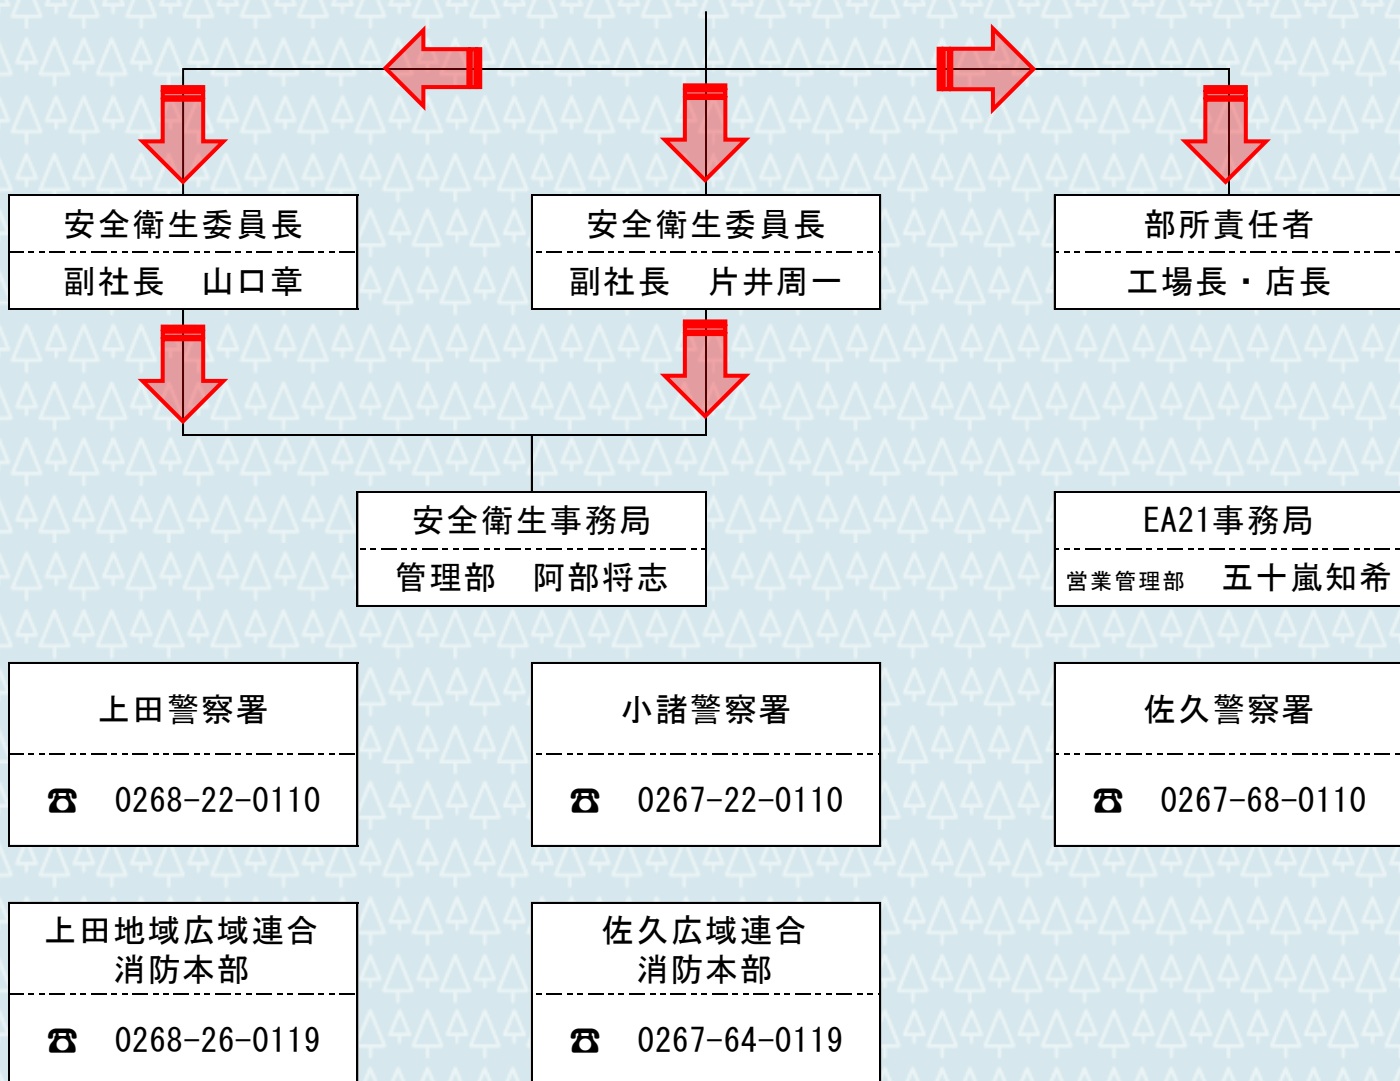 安全衛生委員長
副社長　山口章
安全衛生委員長
副社長　片井周一
部所責任者
工場長・店長
安全衛生事務局
管理部　阿部将志
EA21事務局
営業管理部　五十嵐知希
上田警察署
☎　0268-22-0110
小諸警察署
☎　0267-22-0110
佐久警察署
☎　0267-68-0110
上田地域広域連合
消防本部
☎　0268-26-0119
佐久広域連合
消防本部
☎　0267-64-0119